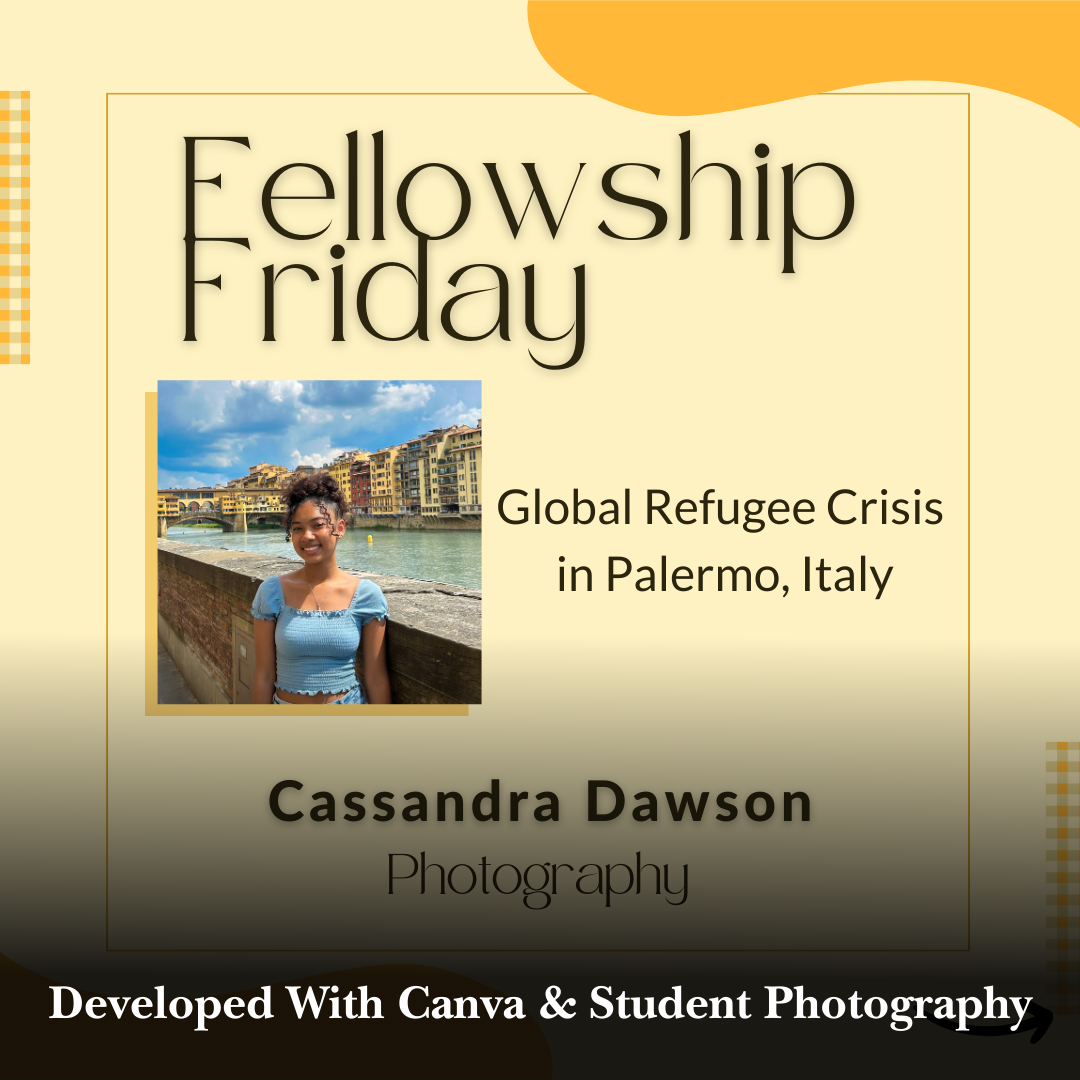 Fellowship
Friday
Global Refugee Crisis
in Palermo, Italy
Cassandra Dawson
Photography
Developed With Canva & Student Photography